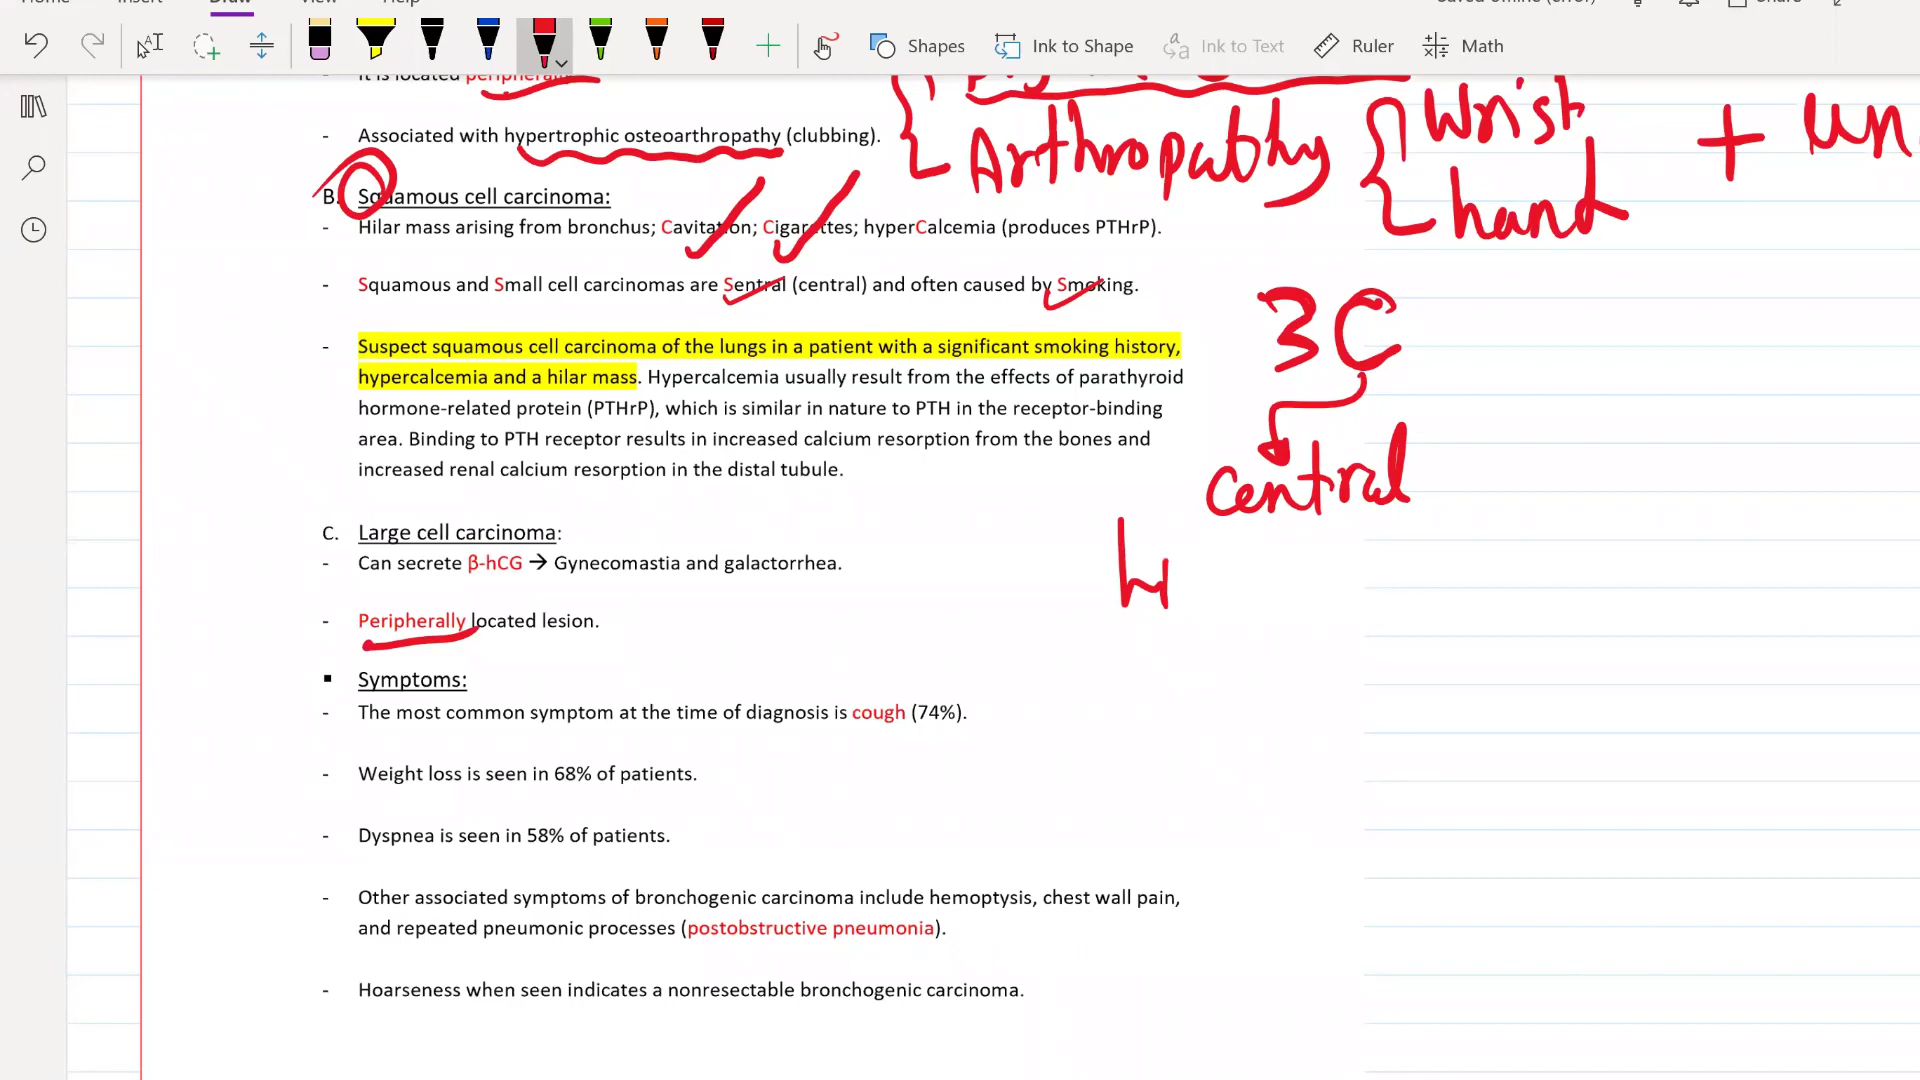 Draw
Shapes
Ink to Shape
Ink to Text
Ruler
Math
It is located
Associated with hypertrophic osteoarthropathy (clubbing).
Arthropathy
Wrist
hand
+
B. Squamous cell carcinoma:
- Hilar mass arising from bronchus; Cavitation; Cigarettes; hyperCalcemia (produces PTHrP).
- Squamous and Small cell carcinomas are Sentral (central) and often caused by Smoking.
3C
central
- Suspect squamous cell carcinoma of the lungs in a patient with a significant smoking history,
hypercalcemia and a hilar mass. Hypercalcemia usually result from the effects of parathyroid
hormone-related protein (PTHrP), which is similar in nature to PTH in the receptor-binding
area. Binding to PTH receptor results in increased calcium resorption from the bones and
increased renal calcium resorption in the distal tubule.
C. Large cell carcinoma:
- Can secrete β-hCG → Gynecomastia and galactorrhea.
- Peripherally located lesion.
▪ Symptoms:
- The most common symptom at the time of diagnosis is cough (74%).
- Weight loss is seen in 68% of patients.
- Dyspnea is seen in 58% of patients.
- Other associated symptoms of bronchogenic carcinoma include hemoptysis, chest wall pain,
and repeated pneumonic processes (postobstructive pneumonia).
- Hoarseness when seen indicates a nonresectable bronchogenic carcinoma.